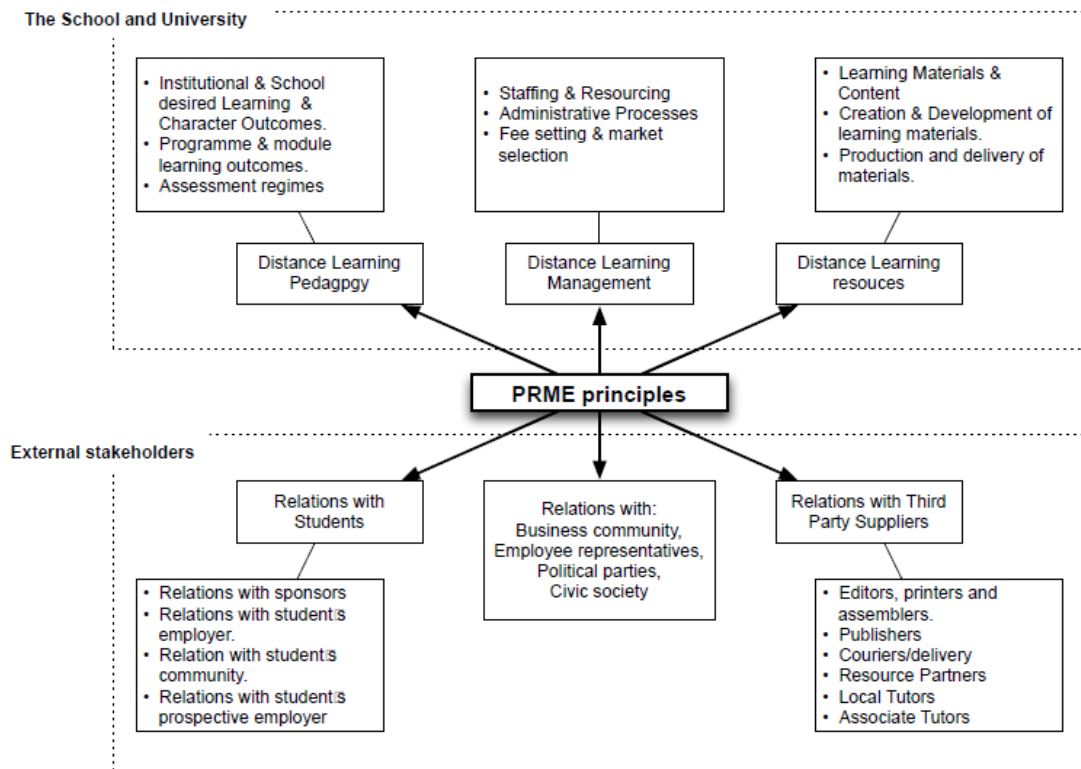 The School and University
• Institutional & School
desired Learning &
Character Outcomes.
• Programme & module
learning outcomes.
• Assessment regimes
• Staffing & Resourcing
• Administrative Processes
• Fee setting & market
selection
• Learning Materials &
Content
• Creation & Development of
learning materials.
• Production and delivery of
materials.
Distance Learning
Pedagpgy
Distance Learning
Management
Distance Learning
resouces
PRME principles
External stakeholders
Relations with
Students
Relations with:
Business community,
Employee representatives,
Political parties,
Civic society
Relations with Third
Party Suppliers
• Relations with sponsors
• Relations with student▯s
employer.
• Relation with student▯s
community.
• Relations with student▯s
prospective employer
• Editors, printers and
assemblers.
• Publishers
• Couriers/delivery
• Resource Partners
• Local Tutors
• Associate Tutors